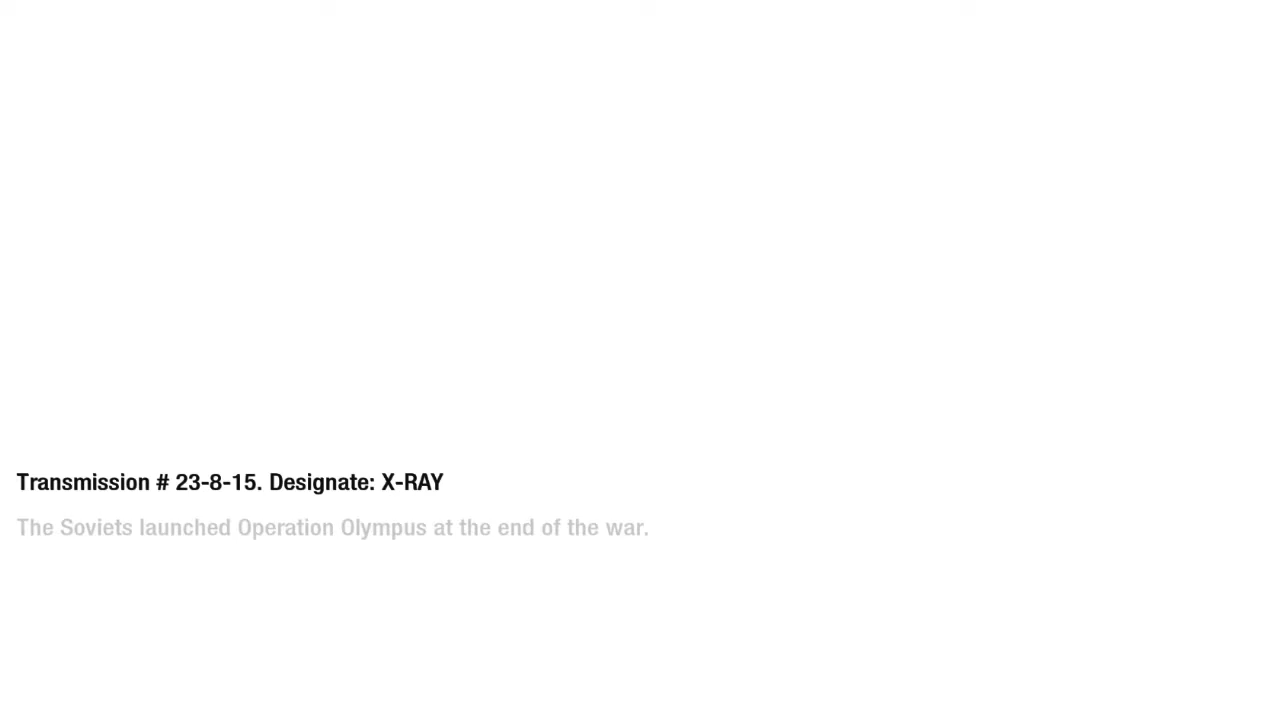 Transmission # 23-8-15. Designate: X-RAY
The Soviets launched Operation Olympus at the end of the war.